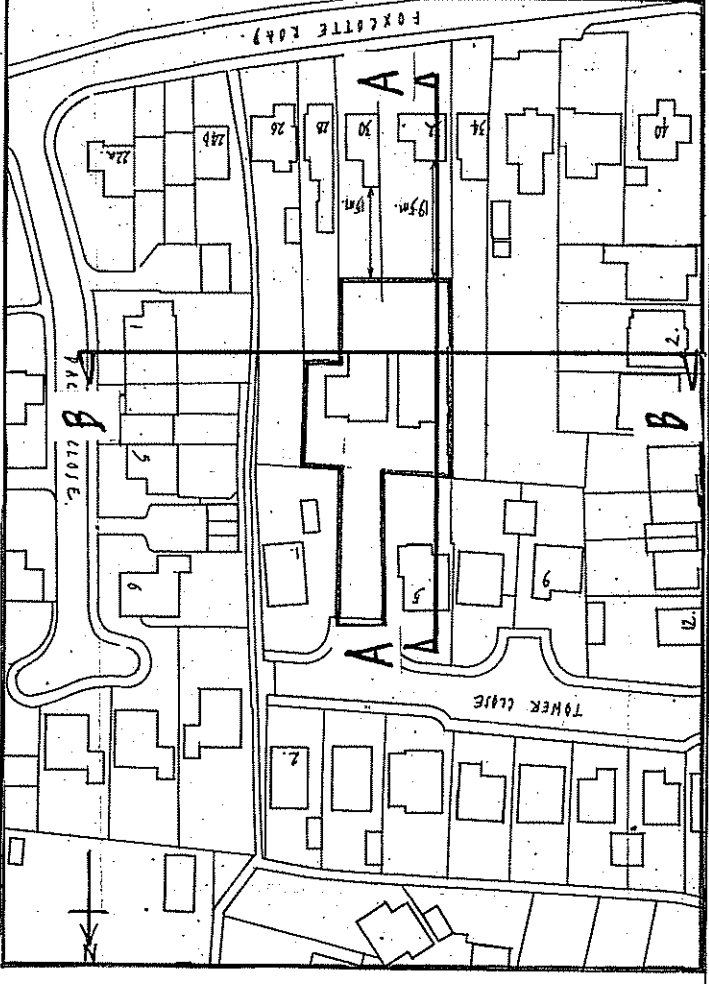 FOXCOTTE ROAD.
A
A
22a
24b
26
28
30
32
34
40
15m.
19.5m.
1
2.
B
B
CLOSE.
5
6
1.
5
9
12
A
A
TOWER CLOSE
2.
N